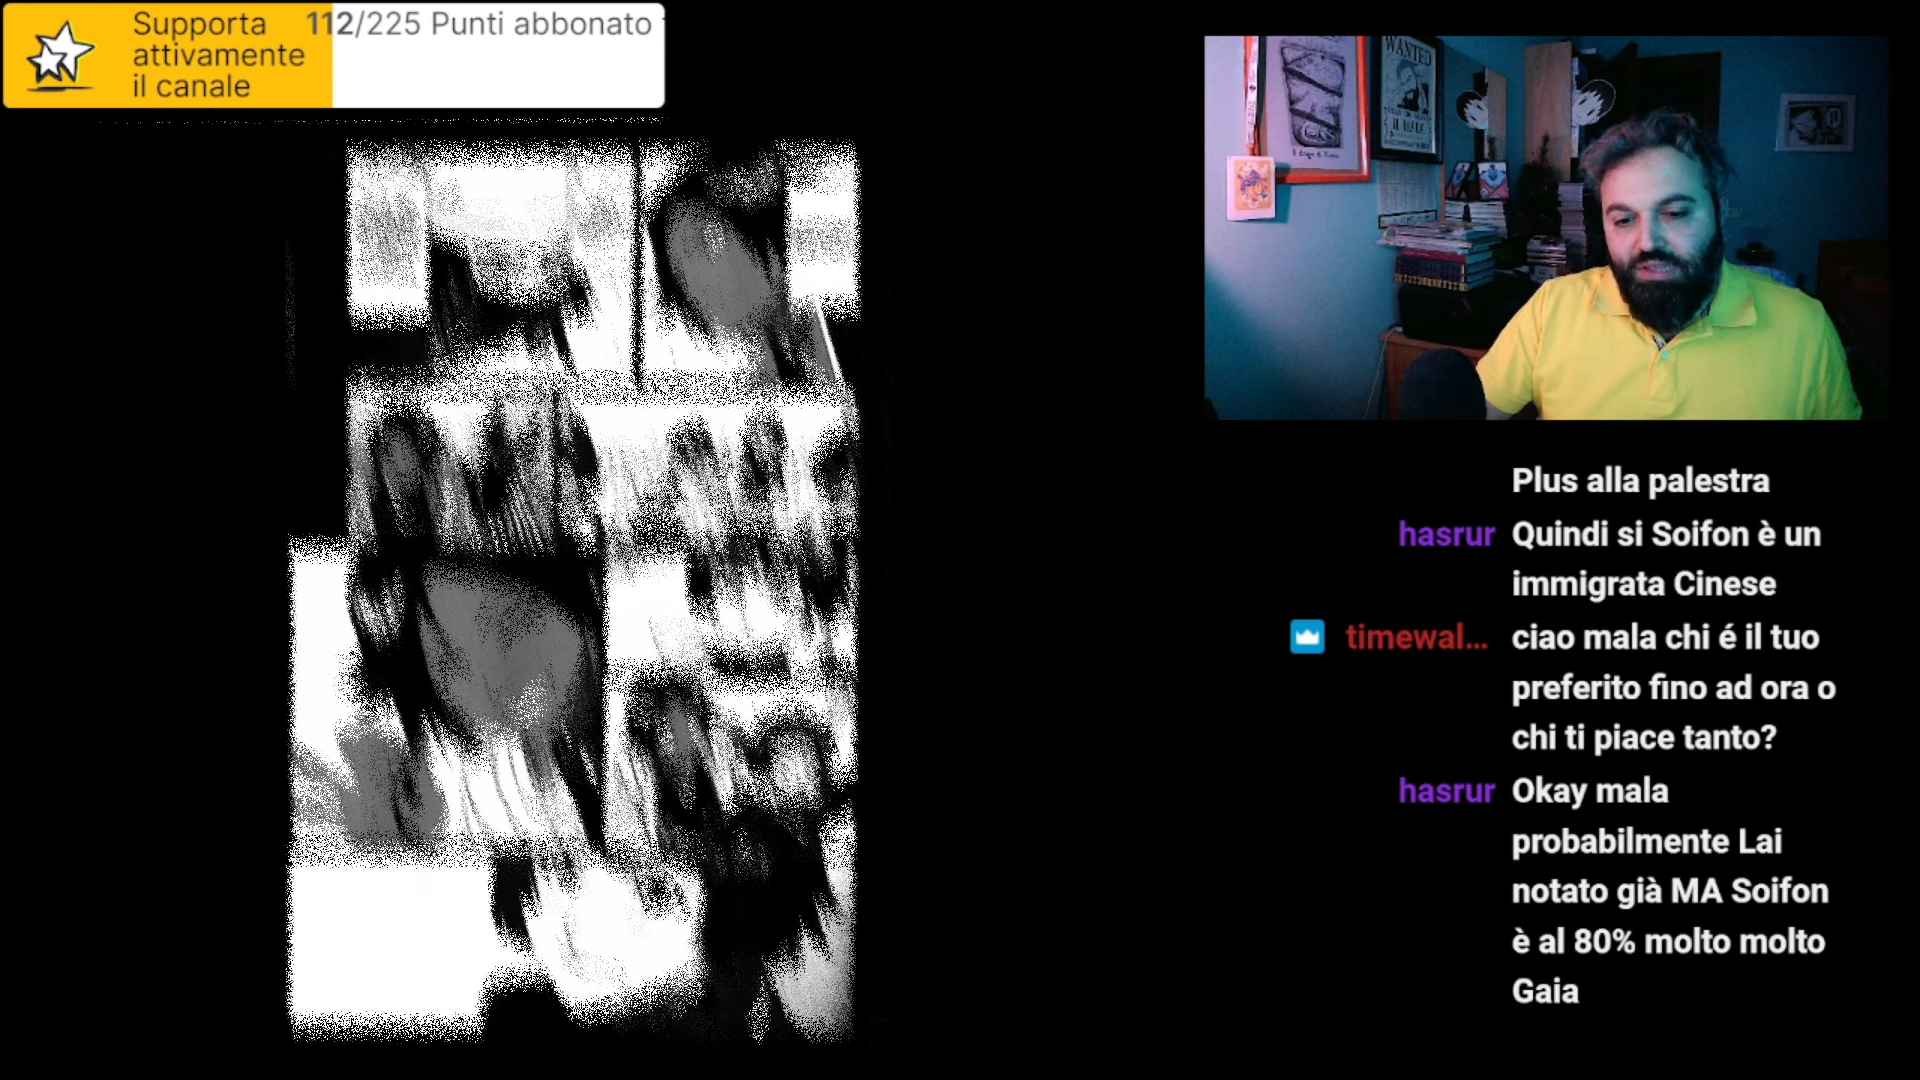 Supporta
attivamente
il canale
112/225 Punti abbonato
WANTED
Plus alla palestra
hasrur Quindi si Soifon è un
immigrata Cinese
timewal... ciao mala chi é il tuo
preferito fino ad ora o
chi ti piace tanto?
hasrur Okay mala
probabilmente Lai
notato già MA Soifon
è al 80% molto molto
Gaia